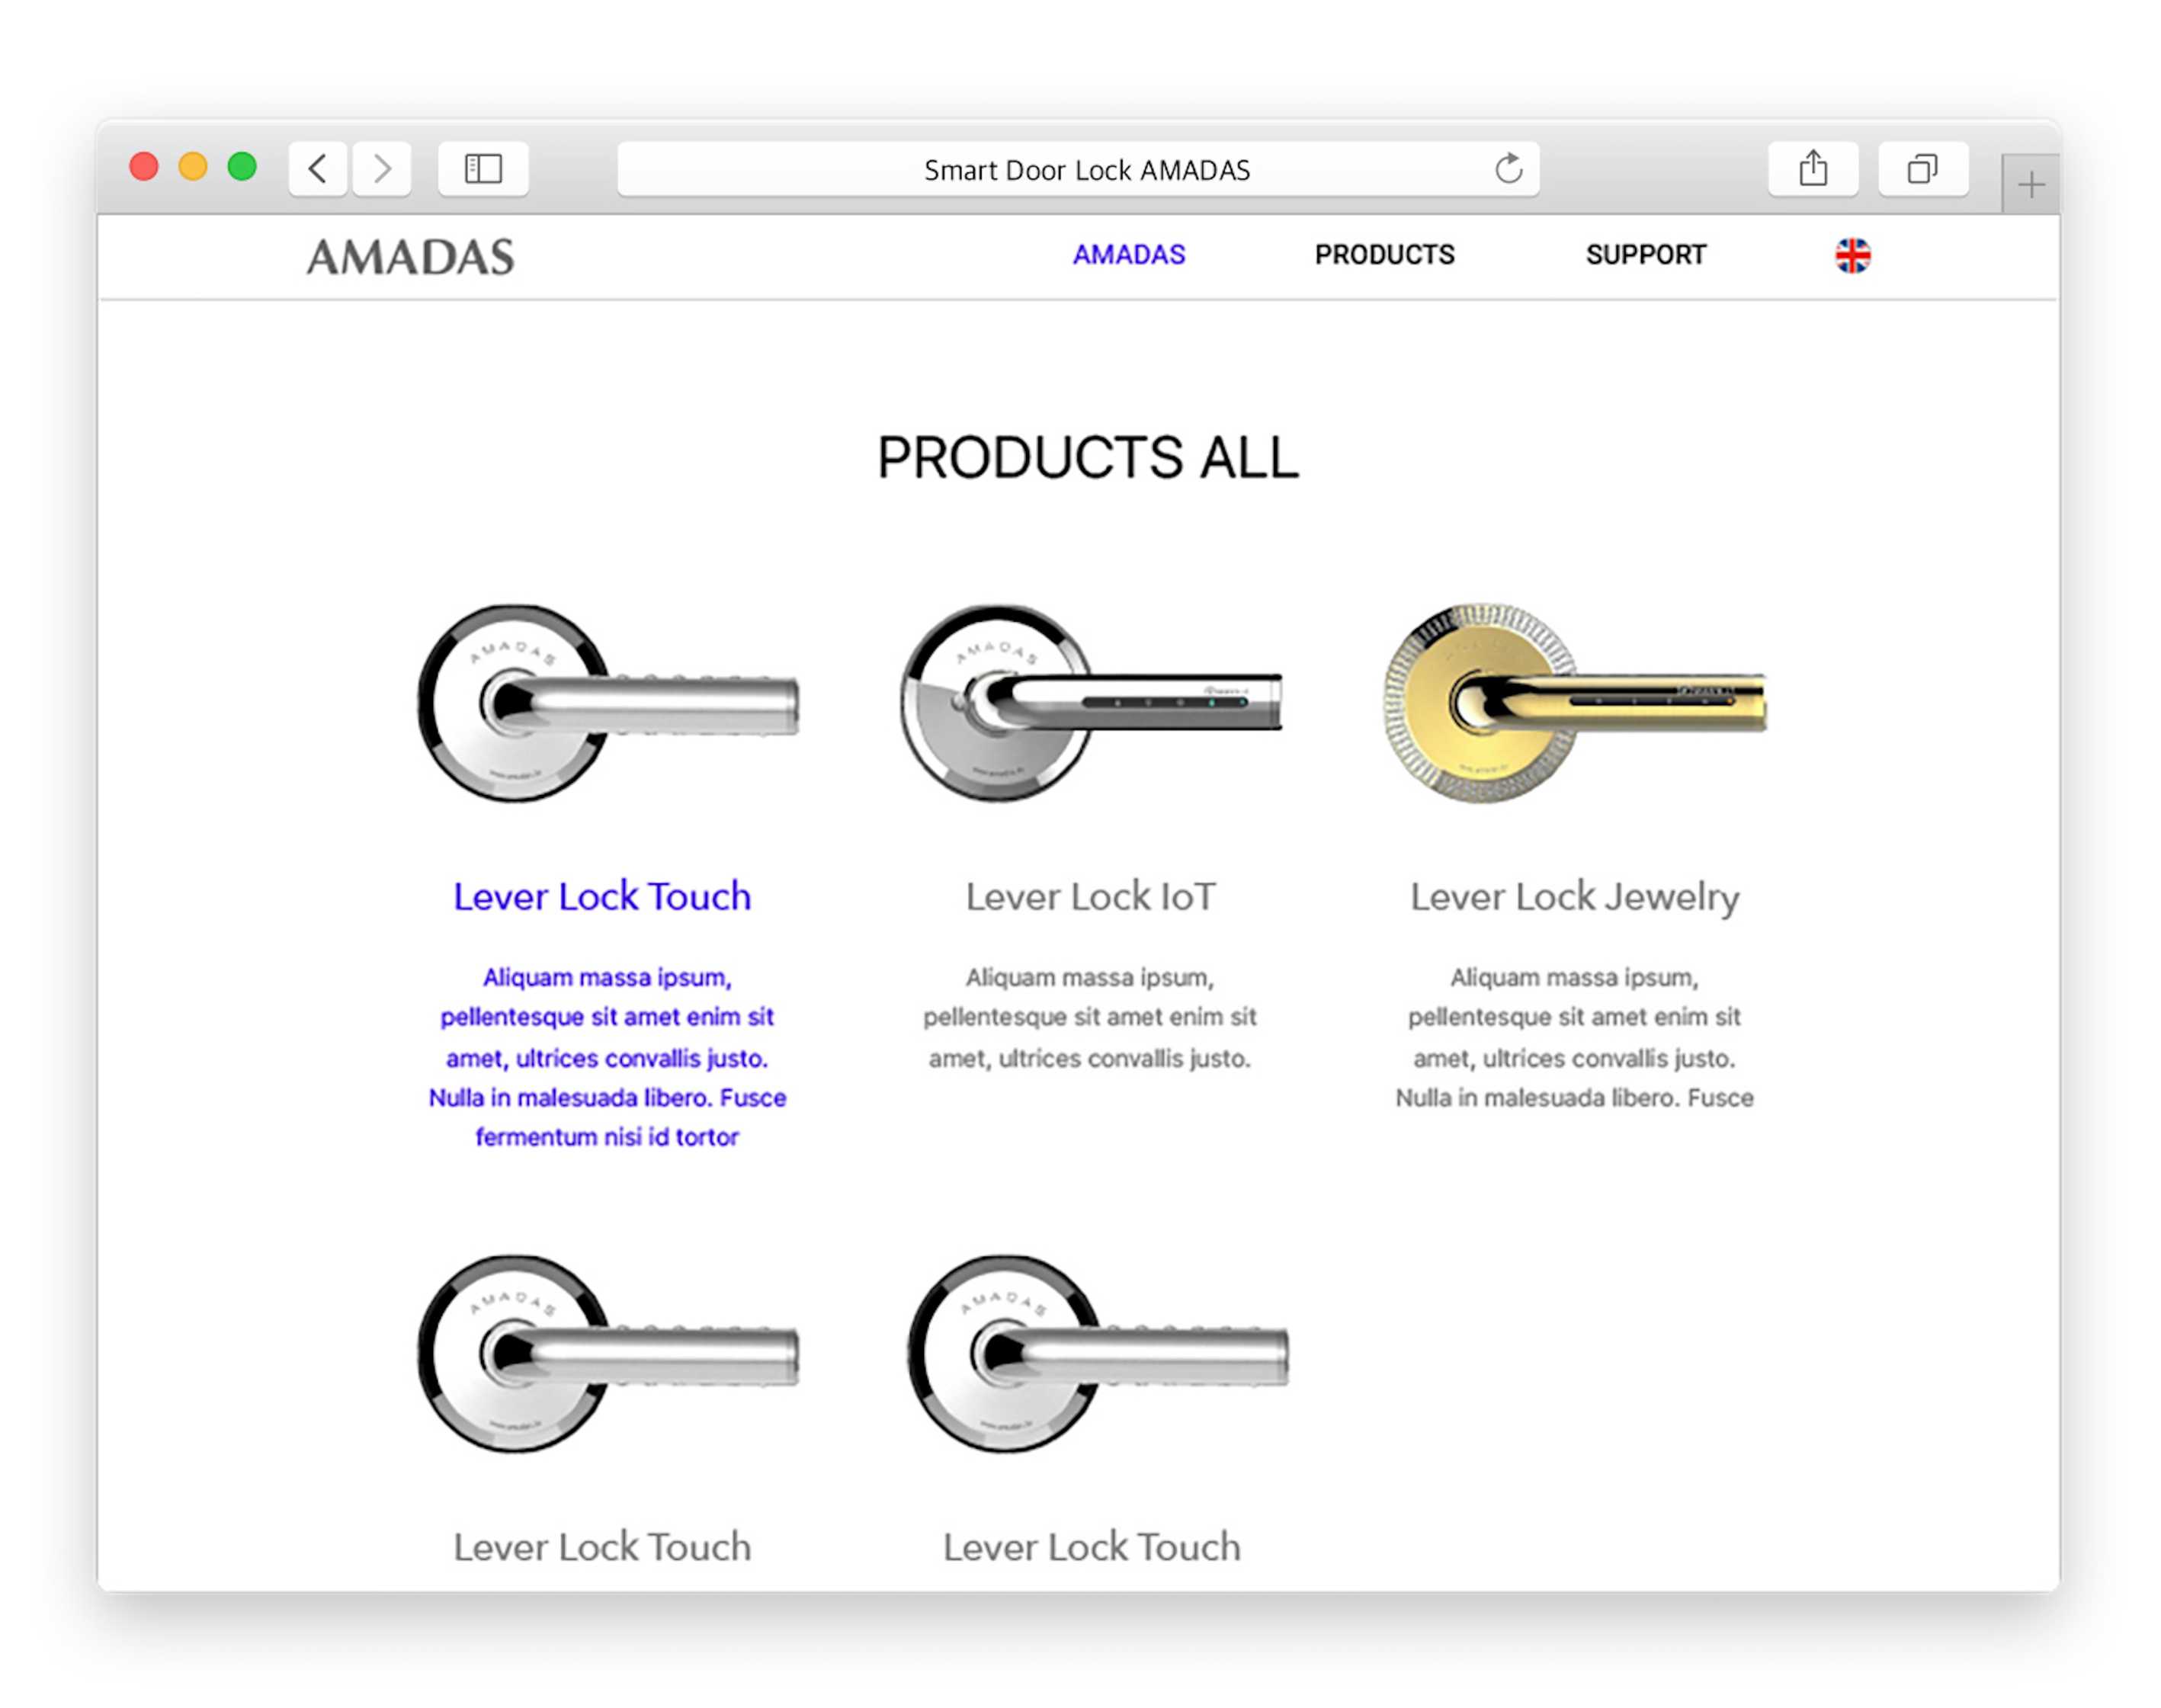 Smart Door Lock AMADAS
AMADAS
AMADAS PRODUCTS SUPPORT
PRODUCTS ALL
AMADAS
AMADAS
Lever Lock Touch
Aliquam massa ipsum,
pellentesque sit amet enim sit
amet, ultrices convallis justo.
Nulla in malesuada libero. Fusce
fermentum nisi id tortor
Lever Lock IoT
Aliquam massa ipsum,
pellentesque sit amet enim sit
amet, ultrices convallis justo.
Lever Lock Jewelry
Aliquam massa ipsum,
pellentesque sit amet enim sit
amet, ultrices convallis justo.
Nulla in malesuada libero. Fusce
AMADAS
AMADAS
Lever Lock Touch
Lever Lock Touch